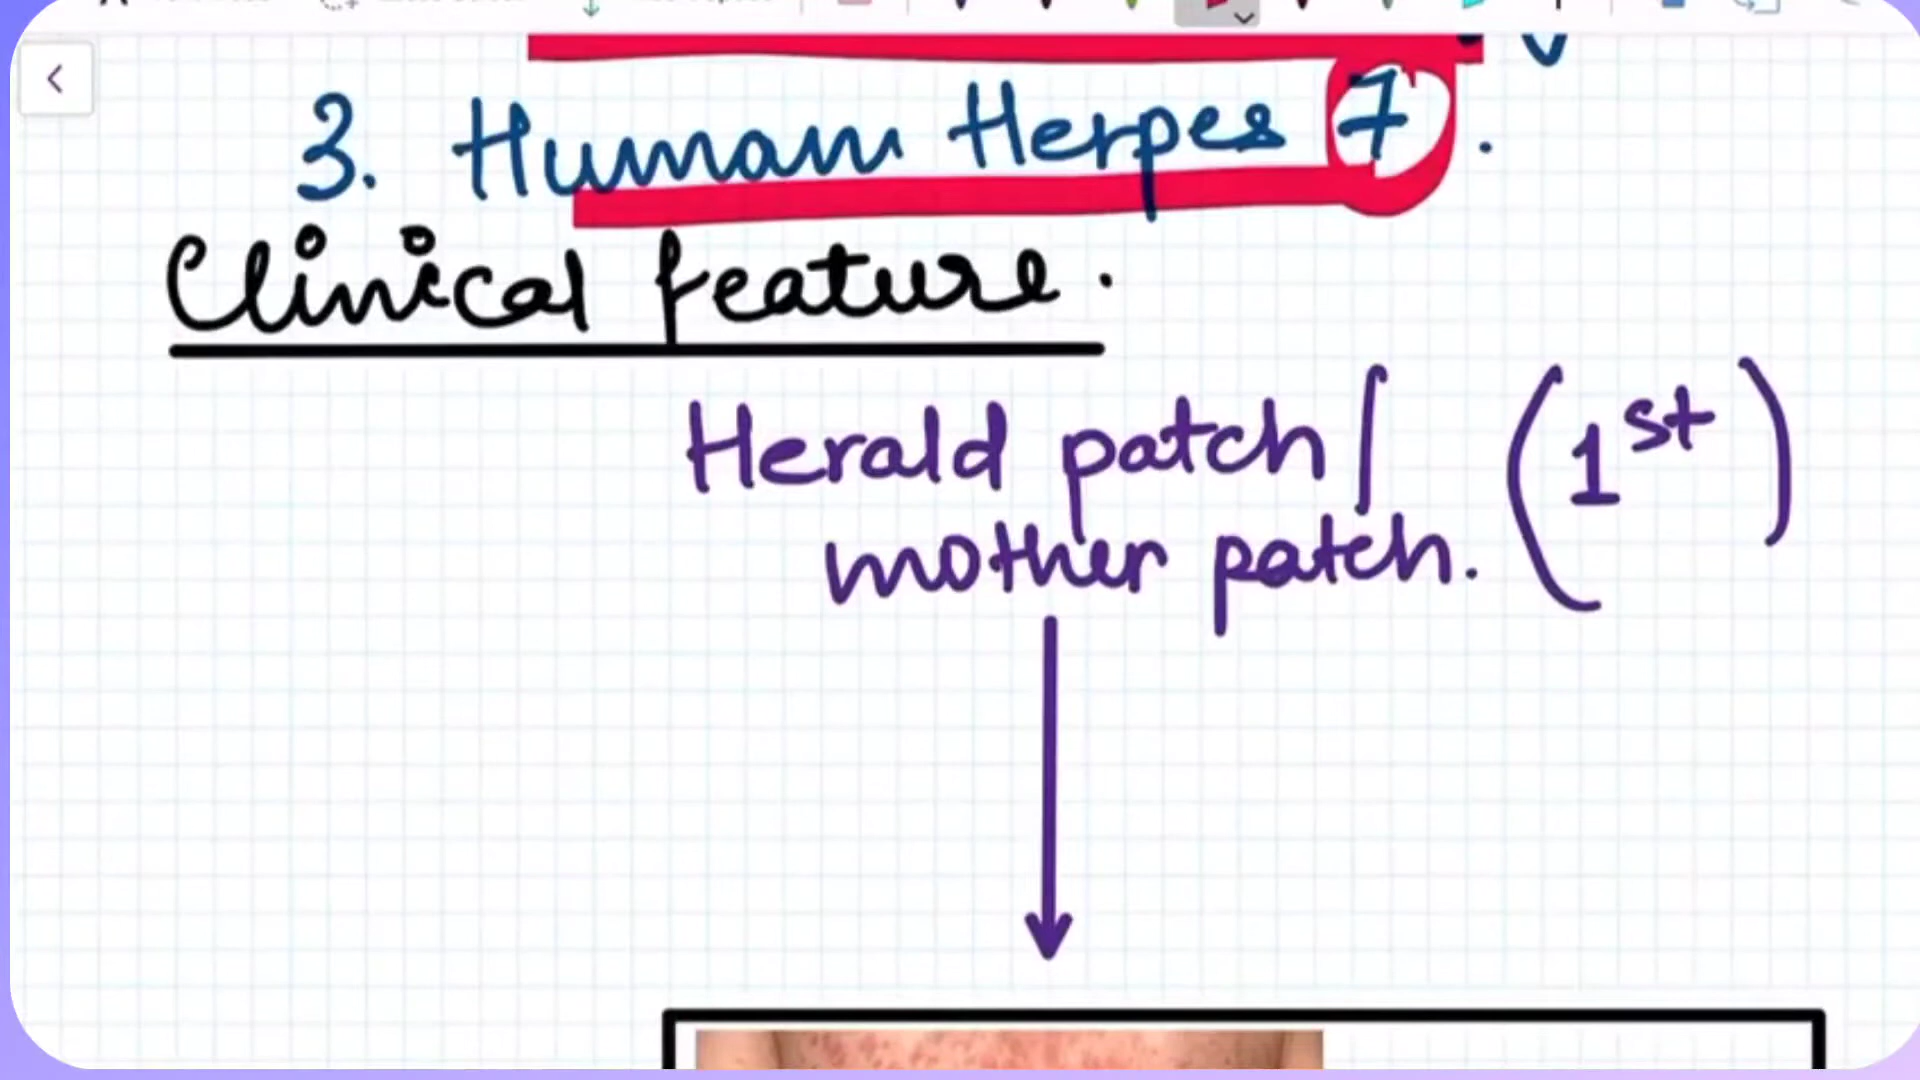 3. Human Herpes 7.
Clinical feature.
Herald patch/ (1st)
mother patch.